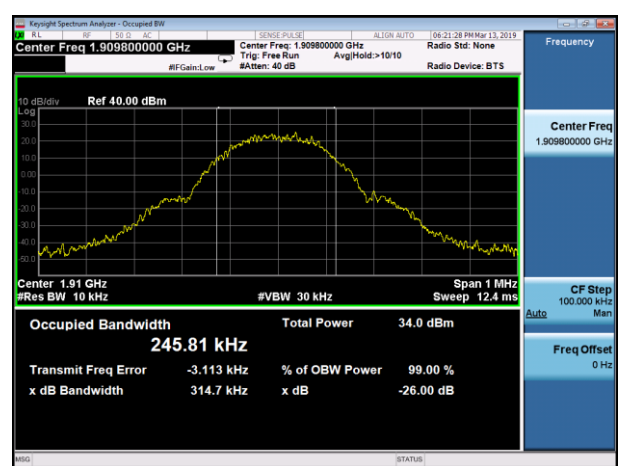 Keysight Spectrum Analyzer - Occupied BW
LXI RL RF 50 Ω AC SENSE:PULSE ALIGN AUTO 06:21:28 PM Mar 13, 2019
Center Freq 1.909800000 GHz
Center Freq: 1.909800000 GHz Radio Std: None
Trig: Free Run Avg|Hold:>10/10
#IFGain:Low #Atten: 40 dB Radio Device: BTS
10 dB/div Ref 40.00 dBm
Log
30.0
20.0
10.0
0.00
-10.0
-20.0
-30.0
-40.0
-50.0
Center 1.91 GHz Span 1 MHz
#Res BW 10 kHz #VBW 30 kHz Sweep 12.4 ms
Occupied Bandwidth Total Power 34.0 dBm
245.81 kHz
Transmit Freq Error -3.113 kHz % of OBW Power 99.00 %
x dB Bandwidth 314.7 kHz x dB -26.00 dB
MSG STATUS
Frequency
Center Freq
1.909800000 GHz
CF Step
100.000 kHz
Auto Man
Freq Offset
0 Hz